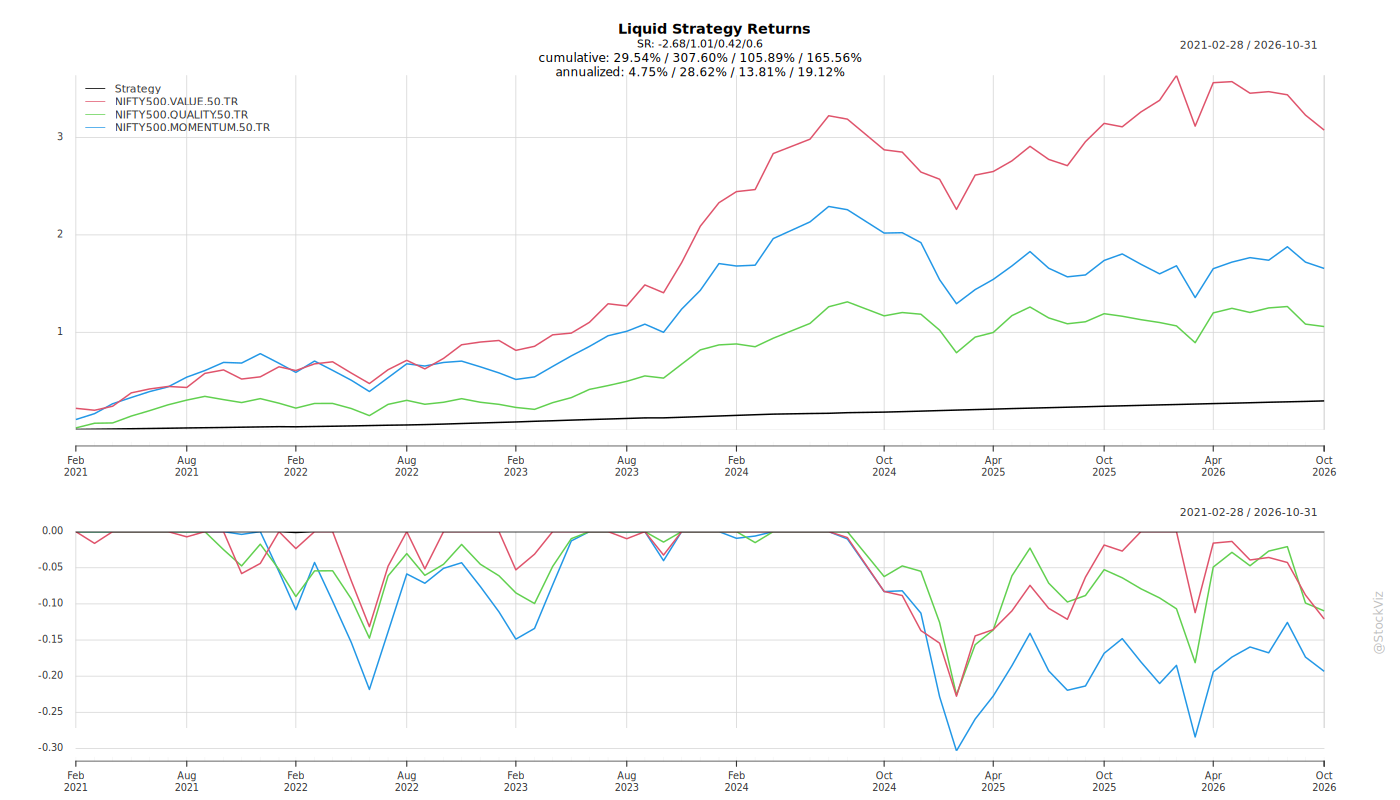 Liquid Strategy Returns
SR: -2.68/1.01/0.42/0.6
cumulative: 29.54% / 307.60% / 105.89% / 165.56%
annualized: 4.75% / 28.62% / 13.81% / 19.12%
2021-02-28 / 2026-10-31
Strategy
NIFTY500.VALUE.50.TR
NIFTY500.QUALITY.50.TR
NIFTY500.MOMENTUM.50.TR
3
2
1
Feb Aug Feb Aug Feb Aug Feb Oct Apr Oct Apr Oct
2021 2021 2022 2022 2023 2023 2024 2024 2025 2025 2026 2026
2021-02-28 / 2026-10-31
0.00
-0.05
-0.10
-0.15
-0.20
-0.25
-0.30
Feb Aug Feb Aug Feb Aug Feb Oct Apr Oct Apr Oct
2021 2021 2022 2022 2023 2023 2024 2024 2025 2025 2026 2026
@StockViz